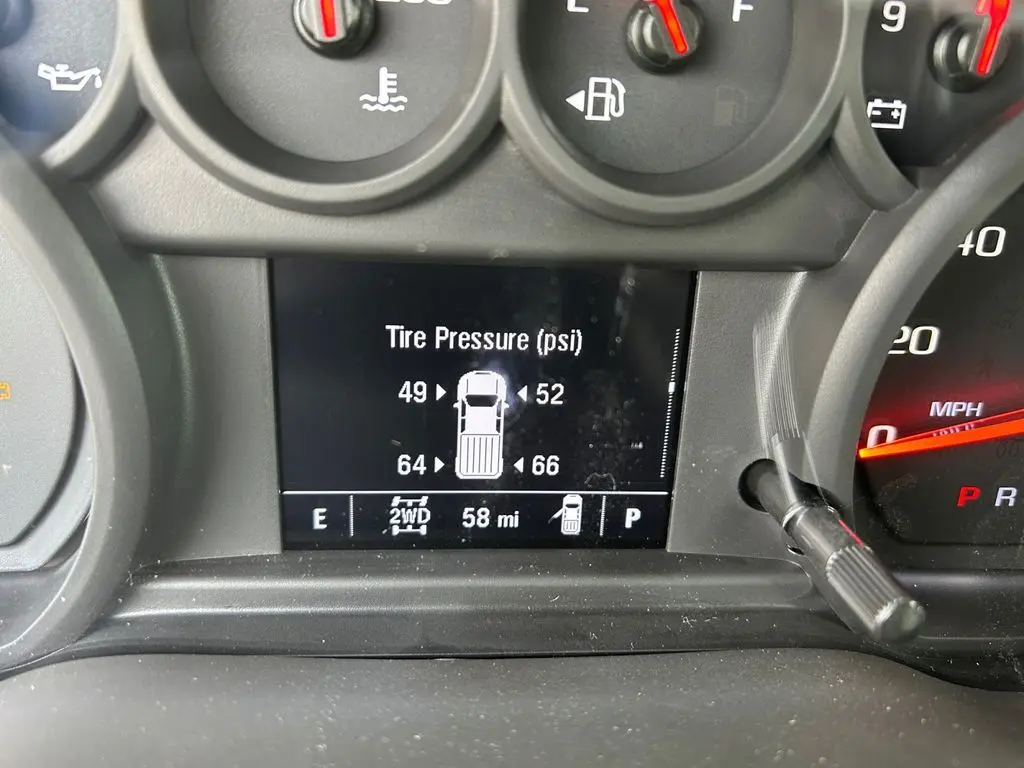 E F
9
40
Tire Pressure (psi)
49 52
20
MPH
0
64 66
E 2WD 58 mi P
P R